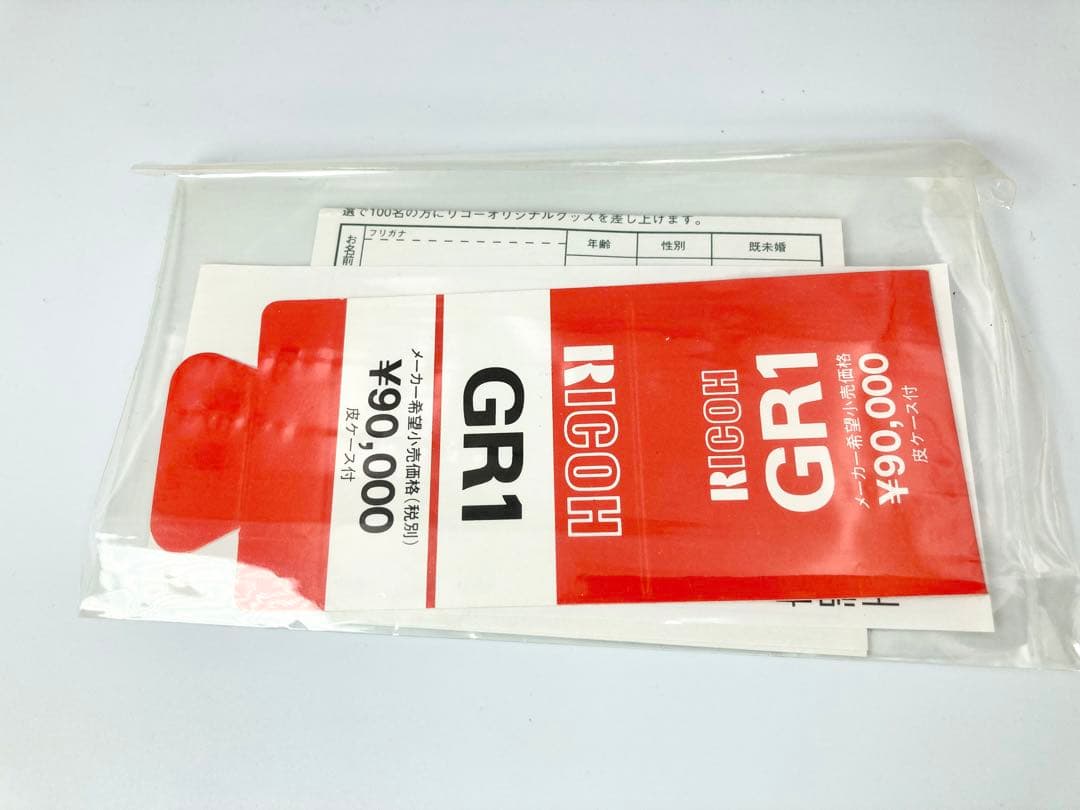 選で100名の方にリコーオリジナルグッズを差し上げます。
お名前
フリガナ
年齢
性別
既未婚
RICOH
GR1
メーカー希望小売価格(税別)
¥90,000
皮ケース付
RICOH
GR1
メーカー希望小売価格
¥90,000
皮ケース付